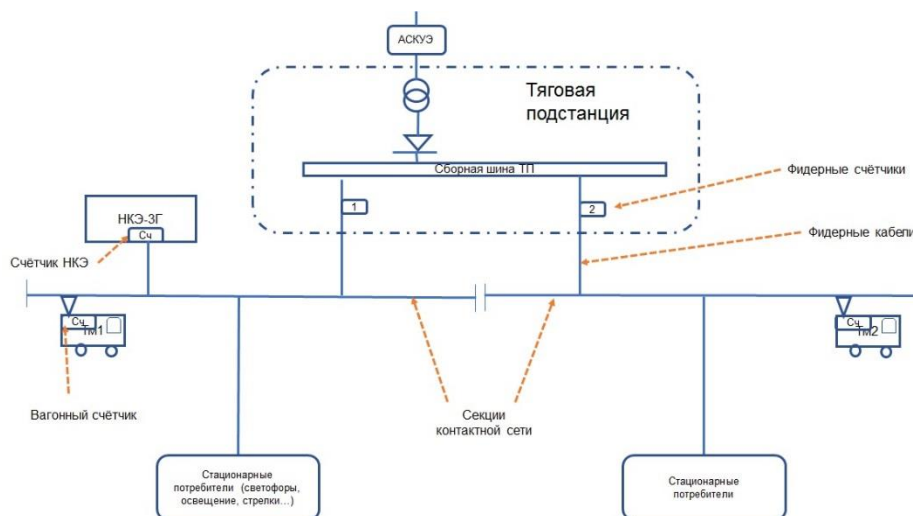 АСКУЭ
Тяговая
подстанция
Сборная шина ТП
Фидерные счётчики
1
2
НКЭ-3Г
Сч
Фидерные кабели
Счётчик НКЭ
Сч
Тм1
Сч
Тм2
Вагонный счётчик
Секции
контактной сети
Стационарные
потребители (светофоры,
освещение, стрелки...)
Стационарные
потребители